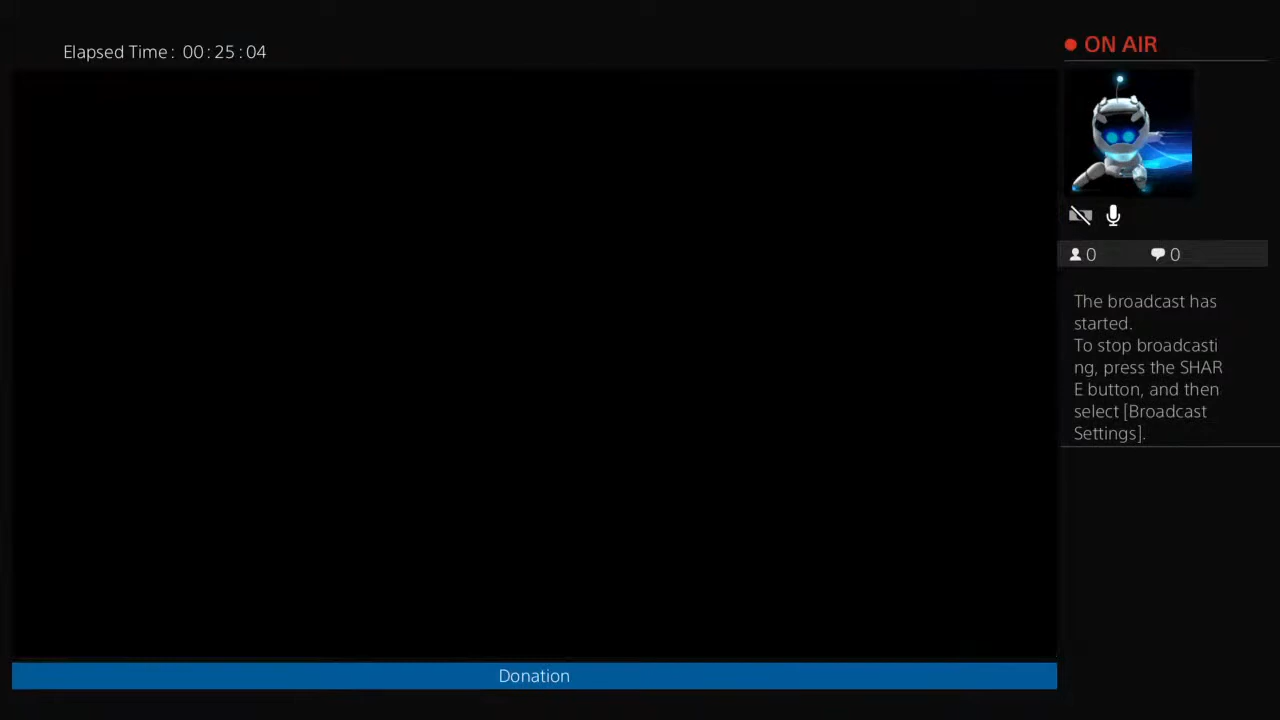 Elapsed Time: 00:25:04
ON AIR
0 0
The broadcast has
started.
To stop broadcasti
ng, press the SHAR
E button, and then
select [Broadcast
Settings].
Donation